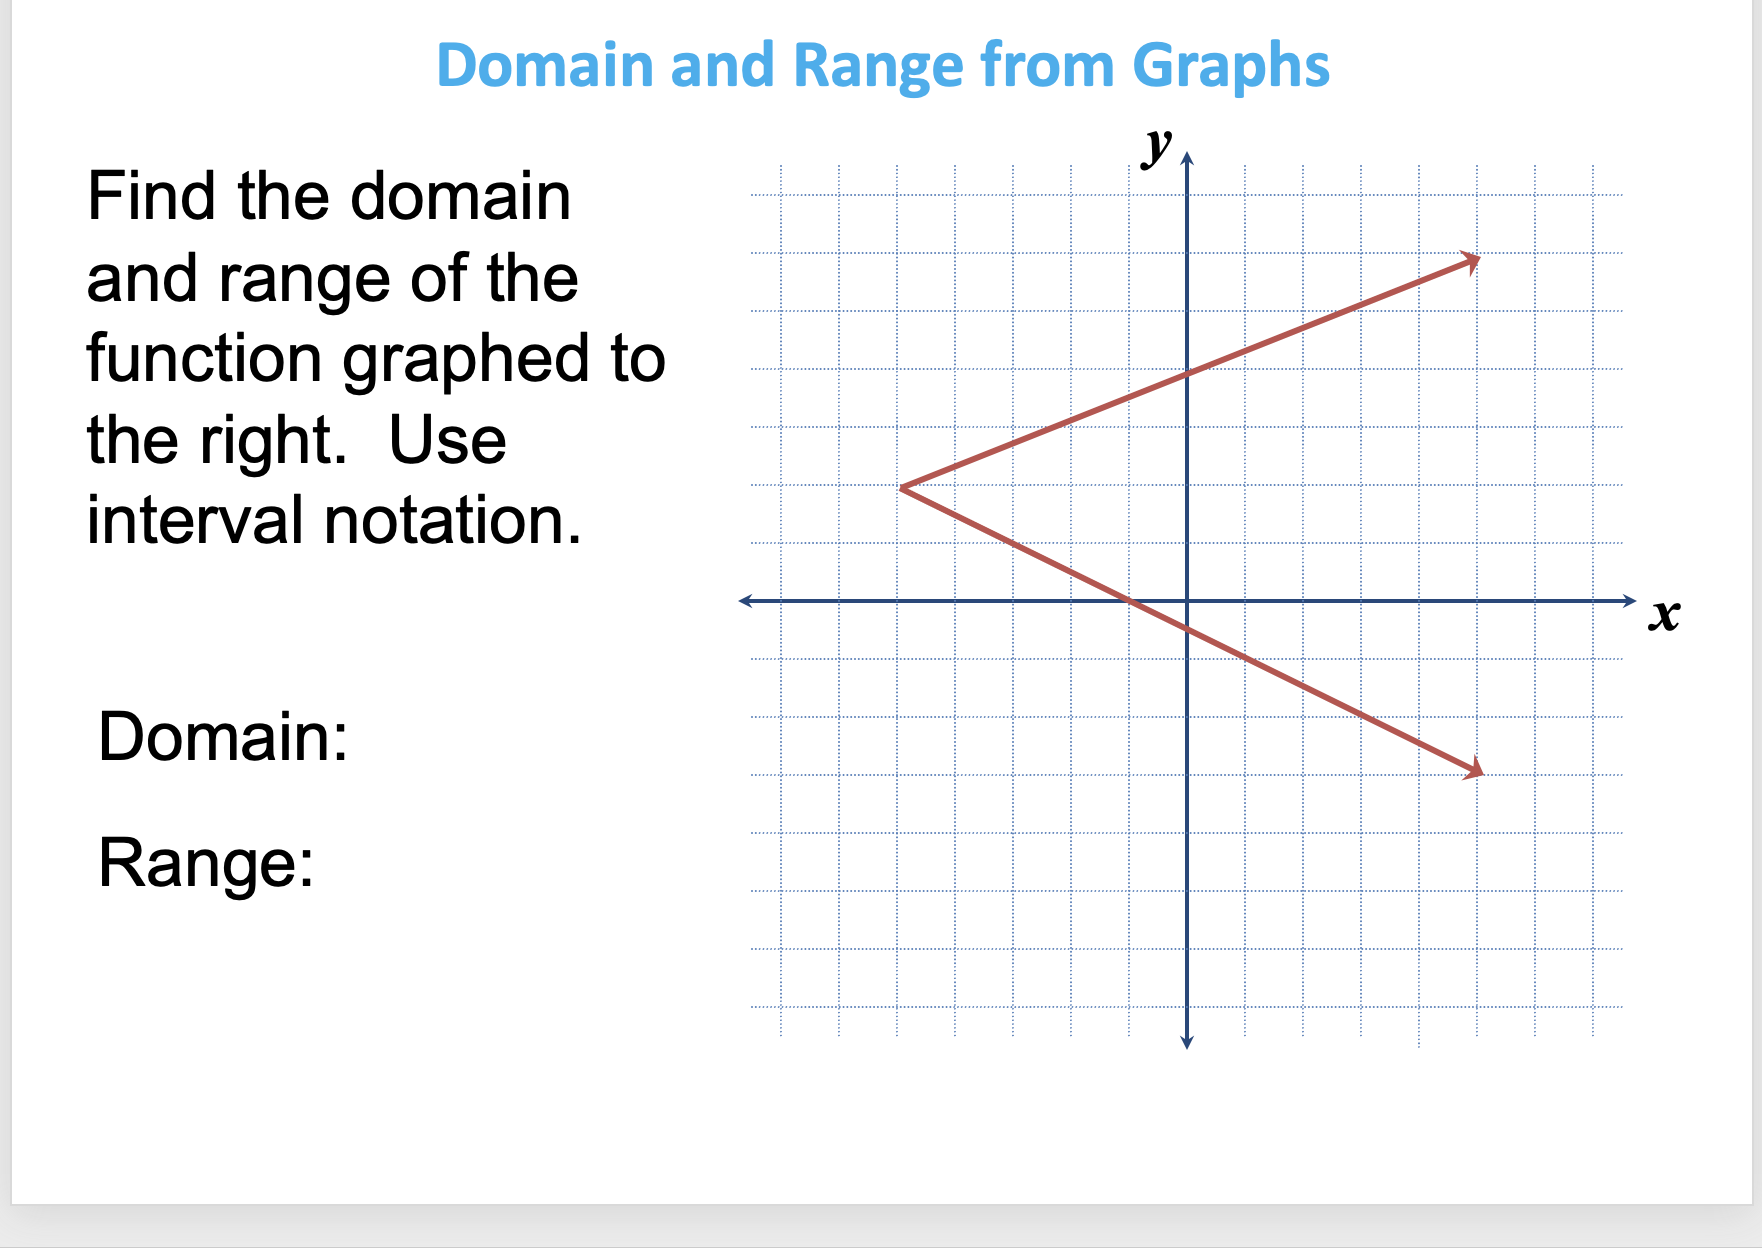 Domain and Range from Graphs
Find the domain
and range of the
function graphed to
the right.  Use
interval notation.
y
x
Domain:
Range: